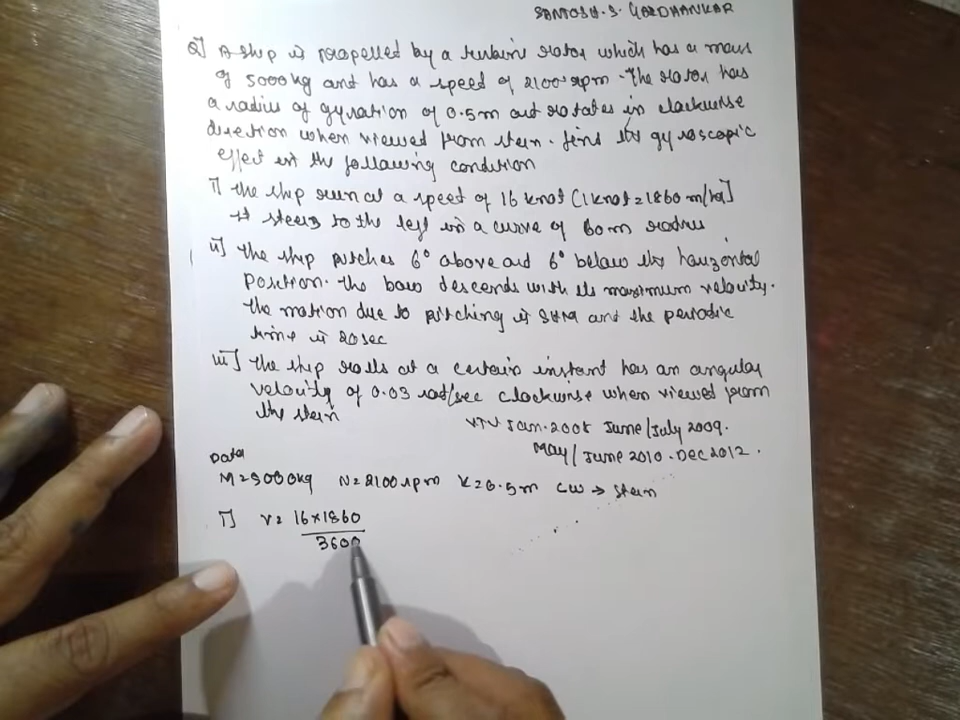 SANTOSH.S. GARDHANKAR
Q] A ship is propelled by a turbine rotor which has a mass
of 5000kg and has a speed of 2100 rpm. The rotor has
a radius of gyration of 0.5m and rotates in clockwise
direction when viewed from stern. find the gyroscopic
effect in the following condition
i] the ship run at a speed of 16 knot (1 knot = 1860 m/hr]
it steers to the left in a curve of 60m radius
ii] the ship pitches 6° above and 6° below the horizontal
position. the bow descends with its maximum velocity.
the motion due to pitching is SHM and the periodic
time is 20sec
iii] the ship rolls at a certain instant has an angular
velocity of 0.03 rad/sec clockwise when viewed from
the stern
VTU Jan. 2008 June/July 2009.
May/June 2010. Dec 2012.
Data
M=5000kg N=2100rpm K=0.5m CW → Stern
i] V= 16×1860
3600